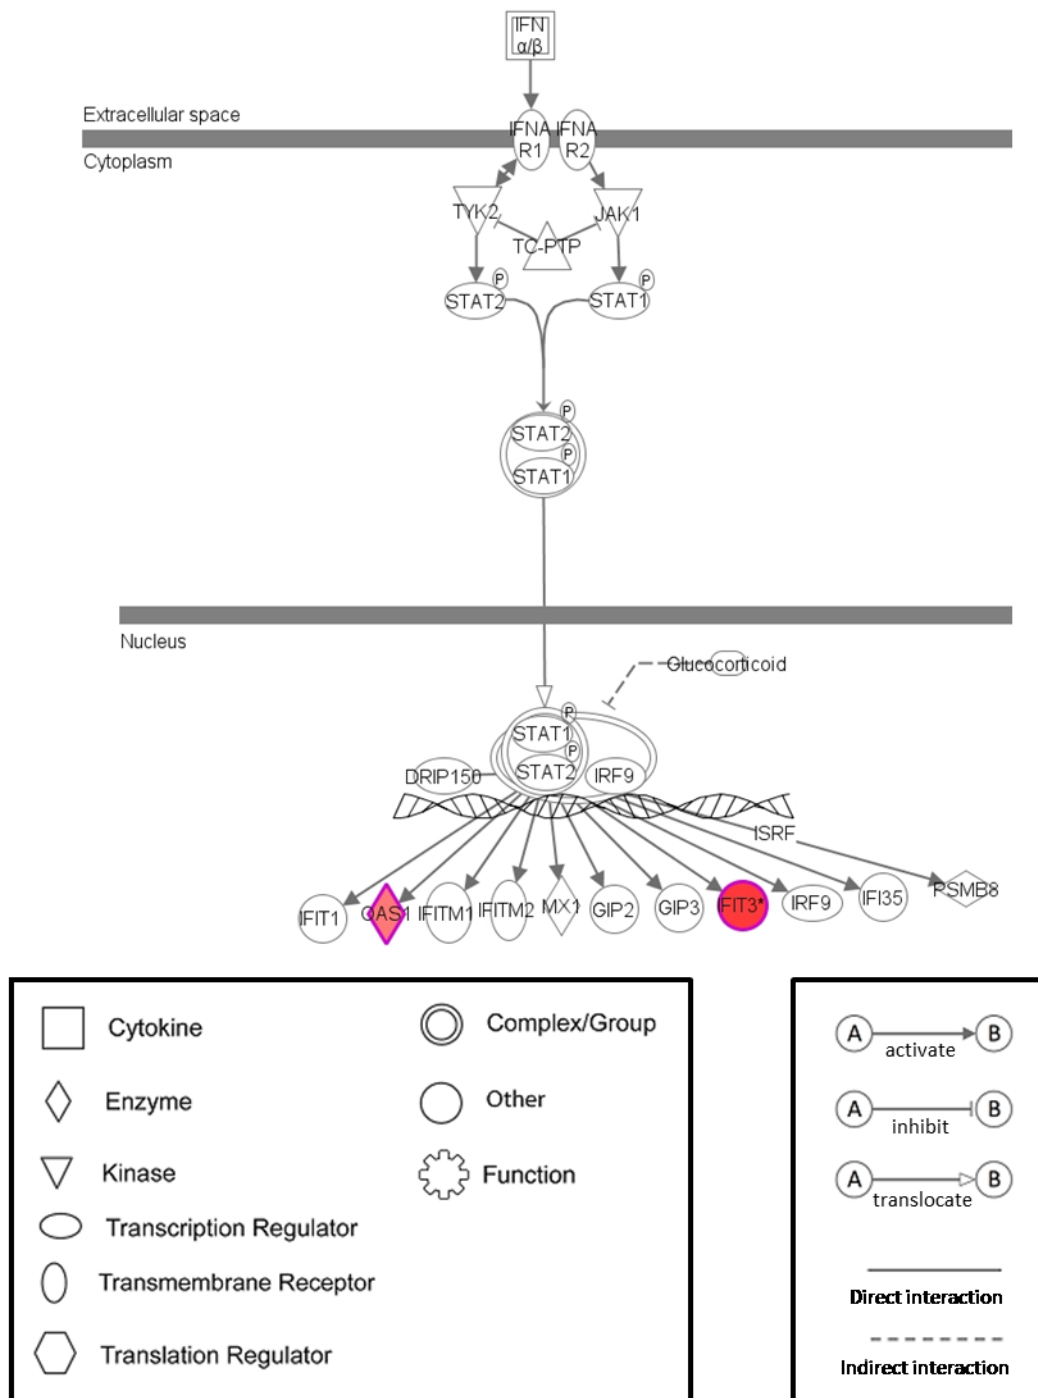 IFN
α/β
Extracellular space
IFNA
R1
IFNA
R2
Cytoplasm
TYK2
JAK1
TC-PTP
P
P
STAT2
STAT1
P
STAT2
P
STAT1
Nucleus
Glucocorticoid
P
STAT1
P
STAT2
IRF9
DRIP150
ISRF
IFIT1
OAS1
IFITM1
IFITM2
MX1
GIP2
GIP3
FIT3*
IRF9
IFI35
PSMB8
Cytokine
Enzyme
Kinase
Transcription Regulator
Transmembrane Receptor
Translation Regulator
Complex/Group
Other
Function
A
B
activate
A
B
inhibit
A
B
translocate
Direct interaction
Indirect interaction